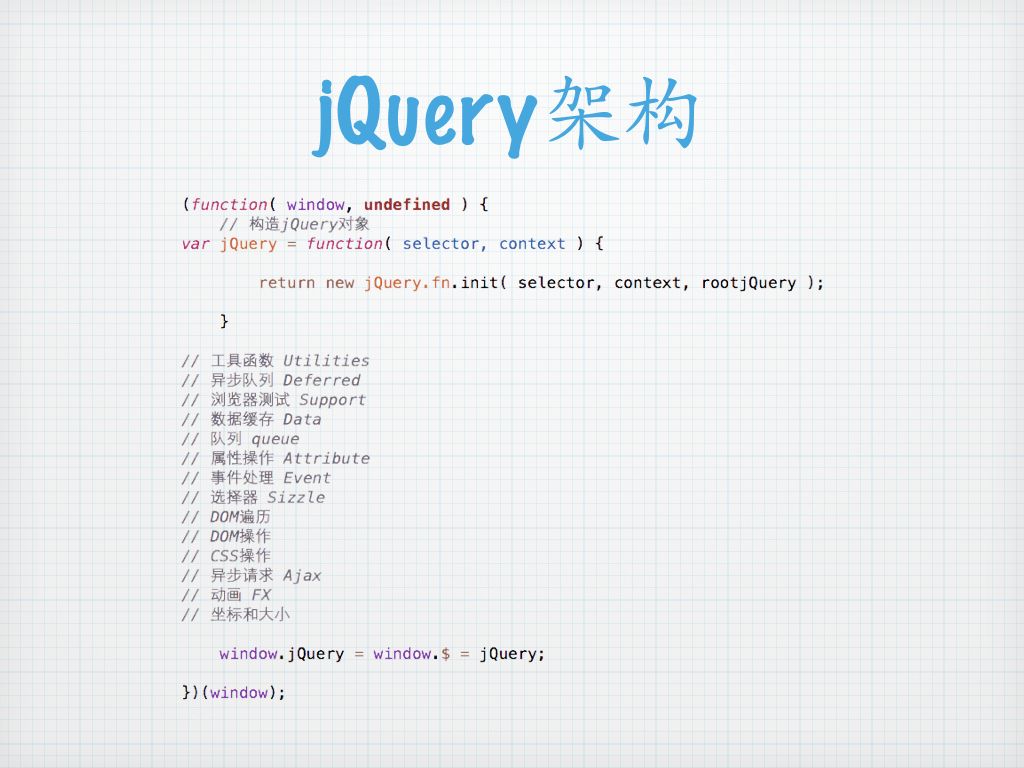 jQuery架构
(function( window, undefined ) {
// 构造jQuery对象
var jQuery = function( selector, context ) {
return new jQuery.fn.init( selector, context, rootjQuery );
}
// 工具函数 Utilities
// 异步队列 Deferred
// 浏览器测试 Support
// 数据缓存 Data
// 队列 queue
// 属性操作 Attribute
// 事件处理 Event
// 选择器 Sizzle
// DOM遍历
// DOM操作
// CSS操作
// 异步请求 Ajax
// 动画 FX
// 坐标和大小
window.jQuery = window.$ = jQuery;
})(window);